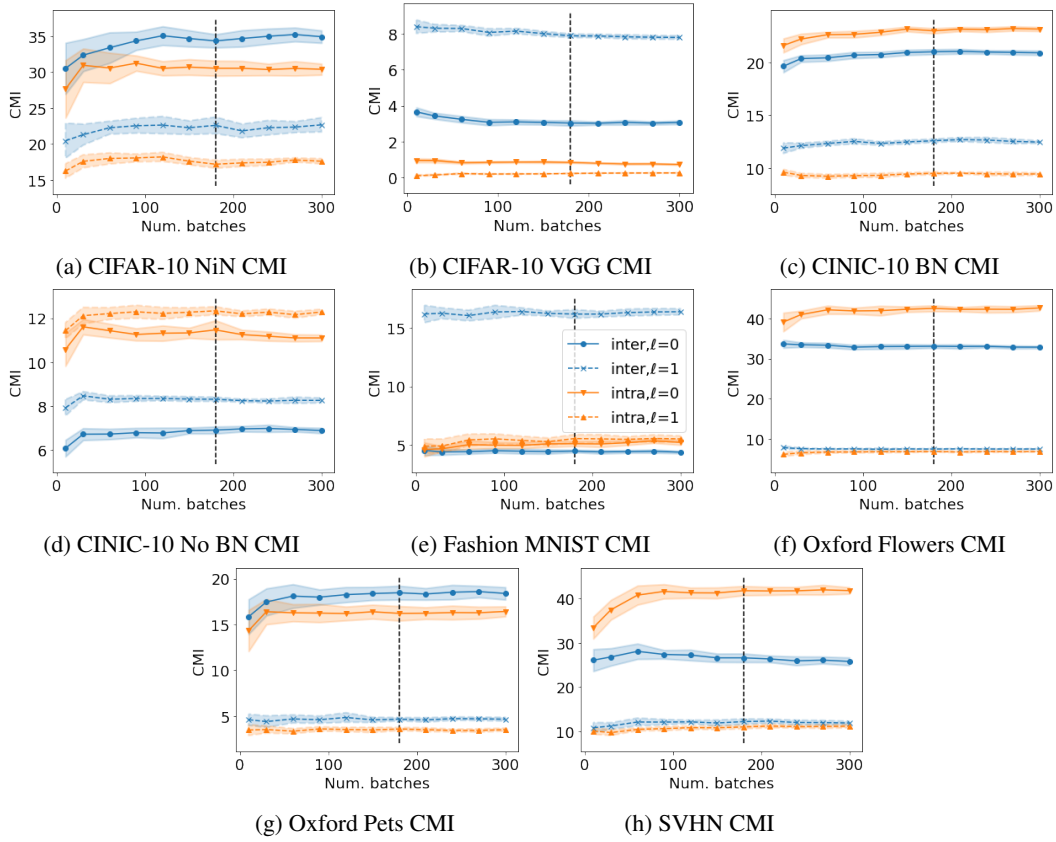 35
30
25
20
15
CMI
0
100
200
300
Num. batches
(a) CIFAR-10 NiN CMI
8
6
4
2
0
CMI
0
100
200
300
Num. batches
(b) CIFAR-10 VGG CMI
20
15
10
CMI
0
100
200
300
Num. batches
(c) CINIC-10 BN CMI
12
10
8
6
CMI
0
100
200
300
Num. batches
(d) CINIC-10 No BN CMI
15
10
5
CMI
inter,ℓ=0
inter,ℓ=1
intra,ℓ=0
intra,ℓ=1
0
100
200
300
Num. batches
(e) Fashion MNIST CMI
40
30
20
10
CMI
0
100
200
300
Num. batches
(f) Oxford Flowers CMI
20
15
10
5
CMI
0
100
200
300
Num. batches
(g) Oxford Pets CMI
40
30
20
10
CMI
0
100
200
300
Num. batches
(h) SVHN CMI